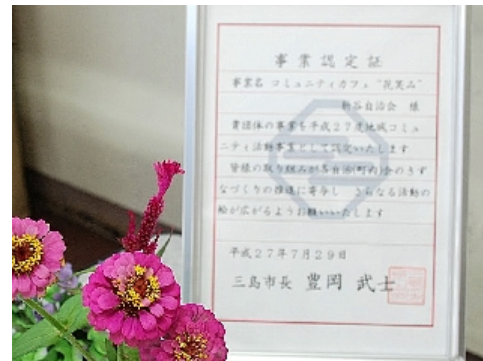 事業認定証
事業名 コミュニティカフェ“花笑み”
新谷自治会 様
貴団体の事業を平成27年度地域コミュ
ニティ活動事業として認定いたします
皆様の取り組みが各自治(町内)会のきず
なづくりの推進に寄与し さらなる活動の
輪が広がるようお願いいたします
平成27年7月29日
三島市長 豊岡 武士